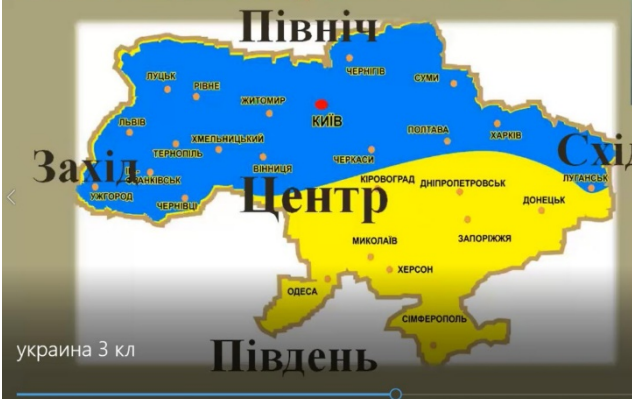 Північ
ЧЕРНІГІВ
ЛУЦЬК
РІВНЕ
СУМИ
ЖИТОМИР
КИЇВ
ЛЬВІВ
ПОЛТАВА
ХАРКІВ
ХМЕЛЬНИЦЬКИЙ
ТЕРНОПІЛЬ
ЧЕРКАСИ
Схід
Захід
ВІННИЦЯ
ФРАНКІВСЬК
ЛУГАНСЬК
КІРОВОГРАД
ДНІПРОПЕТРОВСЬК
УЖГОРОД
ЧЕРНІВЦІ
Центр
ДОНЕЦЬК
МИКОЛАЇВ
ЗАПОРІЖЖЯ
ХЕРСОН
ОДЕСА
СІМФЕРОПОЛЬ
украина 3 кл
Південь